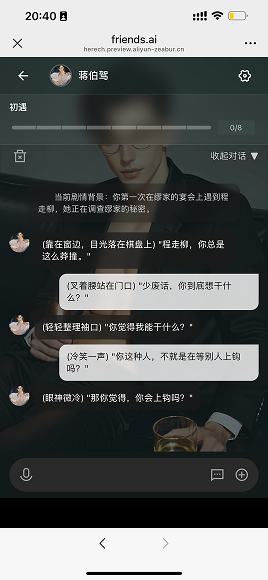 20:40
friends.ai
herech.preview.aliyun-zeabur.cn
蒋伯驾
初遇
0/8
收起对话 ▼
当前剧情背景：你第一次在缪家的宴会上遇到程
走柳，她正在调查缪家的秘密。
(靠在窗边，目光落在棋盘上) "程走柳，你总是
这么莽撞。"
(叉着腰站在门口) "少废话，你到底想干什
么？"
(轻轻整理袖口) "你觉得我能干什么？"
(冷笑一声) "你这种人，不就是在等别人上钩
吗？"
(眼神微冷) "那你觉得，你会上钩吗？"